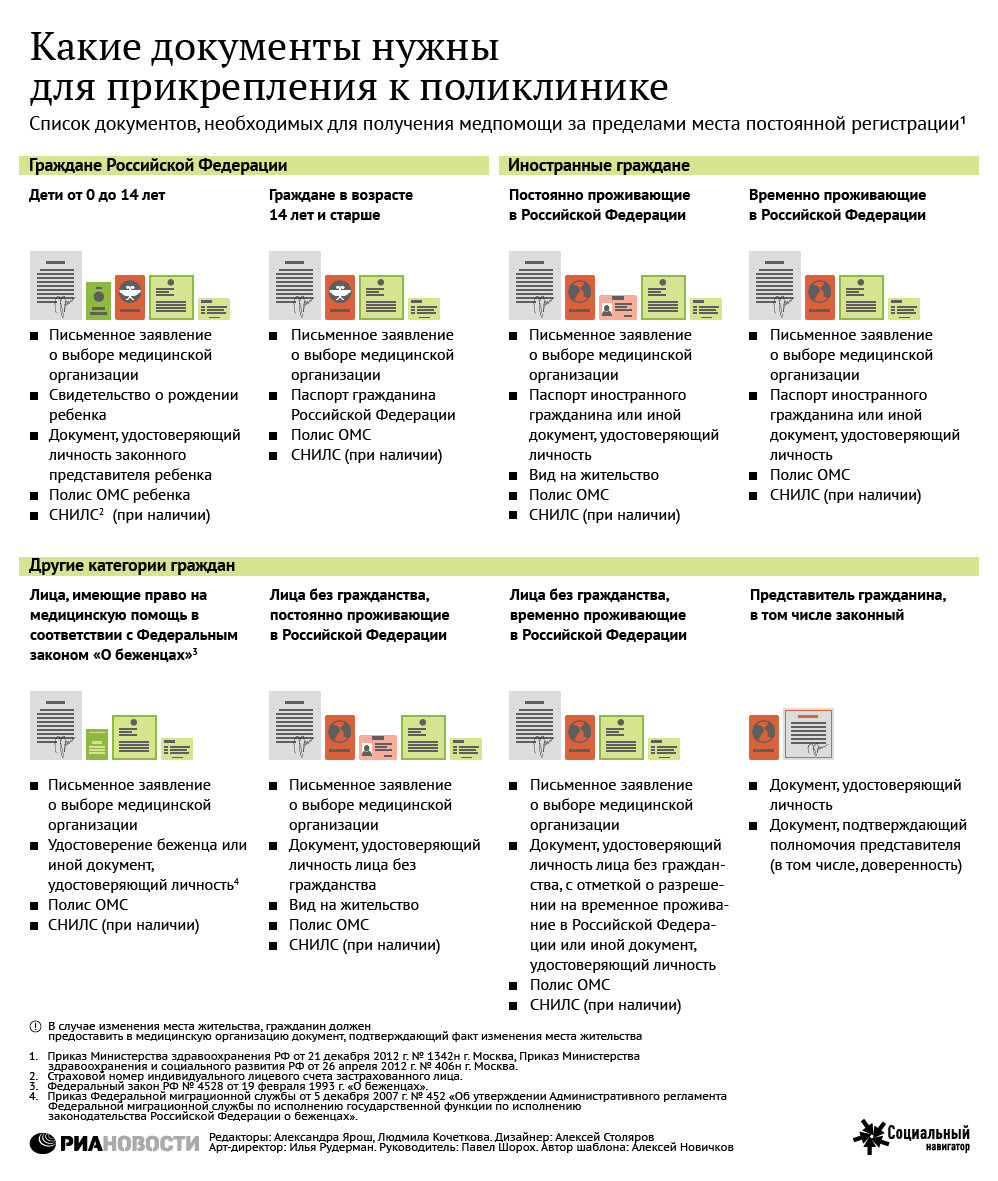 Какие документы нужны
для прикрепления к поликлинике
Список документов, необходимых для получения медпомощи за пределами места постоянной регистрации¹
Граждане Российской Федерации
Дети от 0 до 14 лет
Письменное заявление
о выборе медицинской
организации
Свидетельство о рождении
ребенка
Документ, удостоверяющий
личность законного
представителя ребенка
Полис ОМС ребенка
СНИЛС² (при наличии)
Граждане в возрасте
14 лет и старше
Письменное заявление
о выборе медицинской
организации
Паспорт гражданина
Российской Федерации
Полис ОМС
СНИЛС (при наличии)
Иностранные граждане
Постоянно проживающие
в Российской Федерации
Письменное заявление
о выборе медицинской
организации
Паспорт иностранного
гражданина или иной
документ, удостоверяющий
личность
Вид на жительство
Полис ОМС
СНИЛС (при наличии)
Временно проживающие
в Российской Федерации
Письменное заявление
о выборе медицинской
организации
Паспорт иностранного
гражданина или иной
документ, удостоверяющий
личность
Полис ОМС
СНИЛС (при наличии)
Другие категории граждан
Лица, имеющие право на
медицинскую помощь в
соответствии с Федеральным
законом «О беженцах»³
Письменное заявление
о выборе медицинской
организации
Удостоверение беженца или
иной документ,
удостоверяющий личность⁴
Полис ОМС
СНИЛС (при наличии)
Лица без гражданства,
постоянно проживающие
в Российской Федерации
Письменное заявление
о выборе медицинской
организации
Документ, удостоверяющий
личность лица без
гражданства
Вид на жительство
Полис ОМС
СНИЛС (при наличии)
Лица без гражданства,
временно проживающие
в Российской Федерации
Письменное заявление
о выборе медицинской
организации
Документ, удостоверяющий
личность лица без граждан-
ства, с отметкой о разреше-
нии на временное прожива-
ние в Российской Федера-
ции или иной документ,
удостоверяющий личность
Полис ОМС
СНИЛС (при наличии)
Представитель гражданина,
в том числе законный
Документ, удостоверяющий
личность
Документ, подтверждающий
полномочия представителя
(в том числе, доверенность)
В случае изменения места жительства, гражданин должен
предоставить в медицинскую организацию документ, подтверждающий факт изменения места жительства
1. Приказ Министерства здравоохранения РФ от 21 декабря 2012 г. № 1342н г. Москва, Приказ Министерства
здравоохранения и социального развития РФ от 26 апреля 2012 г. № 406н г. Москва.
2. Страховой номер индивидуального лицевого счета застрахованного лица.
3. Федеральный закон РФ № 4528 от 19 февраля 1993 г. «О беженцах».
4. Приказ Федеральной миграционной службы от 5 декабря 2007 г. № 452 «Об утверждении Административного регламента
Федеральной миграционной службы по исполнению государственной функции по исполнению
законодательства Российской Федерации о беженцах».
РИАНОВОСТИ
Редакторы: Александра Ярош, Людмила Кочеткова. Дизайнер: Алексей Столяров
Арт-директор: Илья Рудерман. Руководитель: Павел Шорох. Автор шаблона: Алексей Новичков
Социальный
навигатор